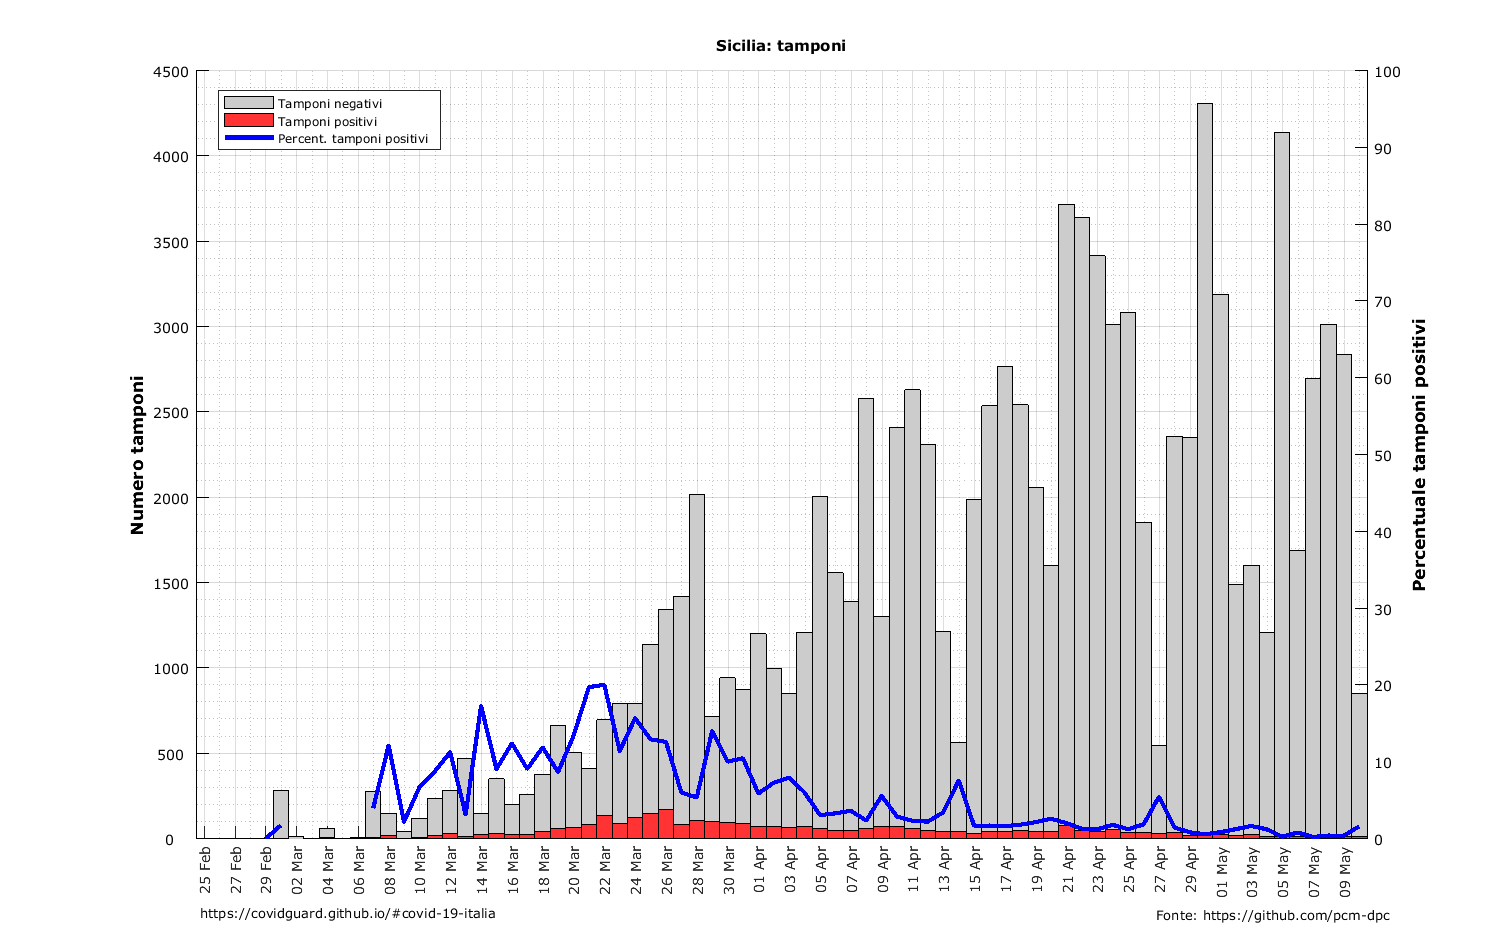 Sicilia: tamponi
Tamponi negativi
Tamponi positivi
Percent. tamponi positivi
Numero tamponi
4500
4000
3500
3000
2500
2000
1500
1000
500
0
Percentuale tamponi positivi
100
90
80
70
60
50
40
30
20
10
0
25 Feb
27 Feb
29 Feb
02 Mar
04 Mar
06 Mar
08 Mar
10 Mar
12 Mar
14 Mar
16 Mar
18 Mar
20 Mar
22 Mar
24 Mar
26 Mar
28 Mar
30 Mar
01 Apr
03 Apr
05 Apr
07 Apr
09 Apr
11 Apr
13 Apr
15 Apr
17 Apr
19 Apr
21 Apr
23 Apr
25 Apr
27 Apr
29 Apr
01 May
03 May
05 May
07 May
09 May
https://covidguard.github.io/#covid-19-italia
Fonte: https://github.com/pcm-dpc